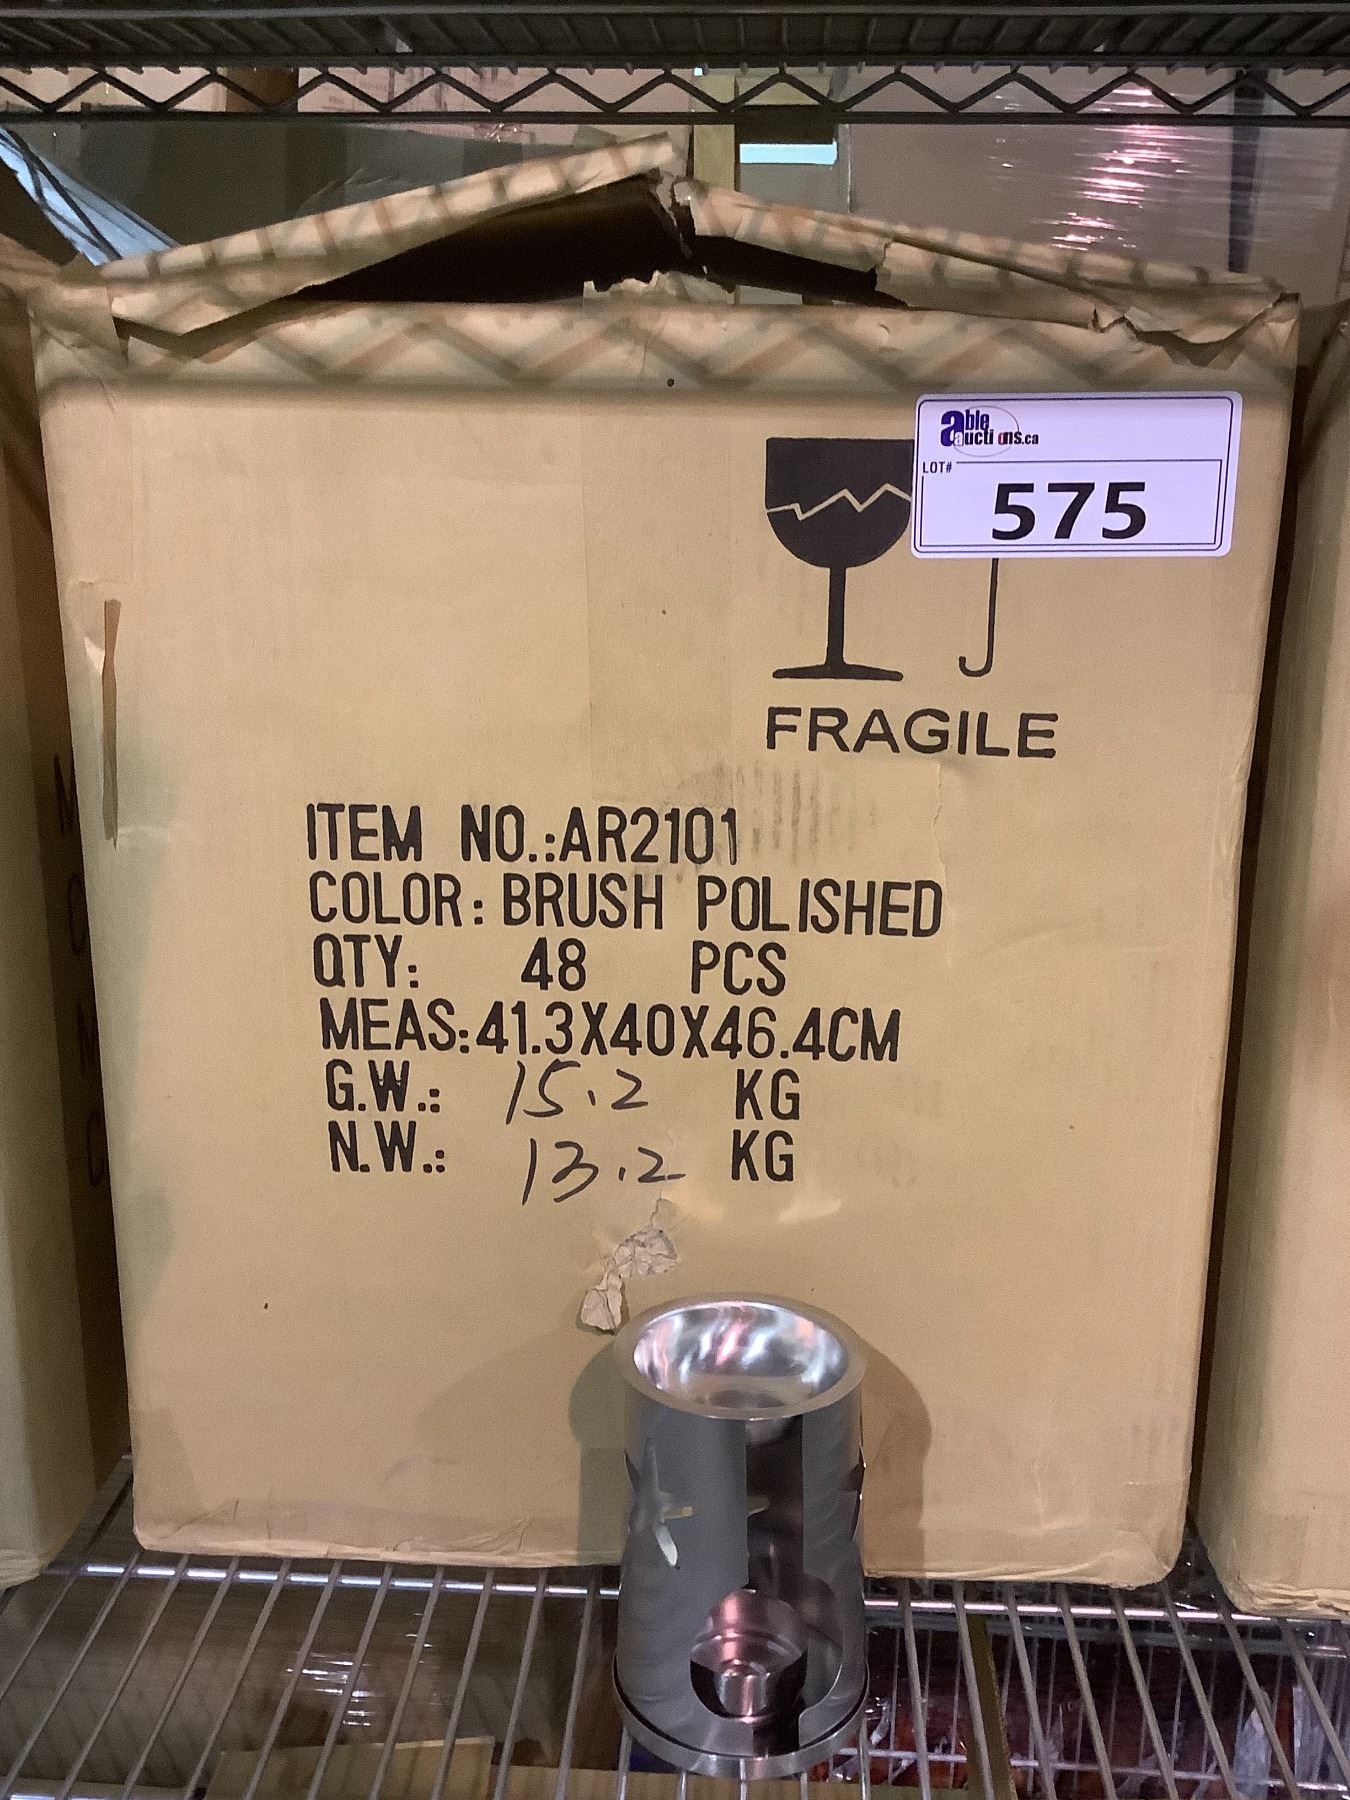 able
auctions.ca
LOT#
575
FRAGILE
ITEM NO.:AR2101
COLOR: BRUSH POLISHED
QTY: 48 PCS
MEAS:41.3X40X46.4CM
G.W.: 15.2 KG
N.W.: 13.2 KG